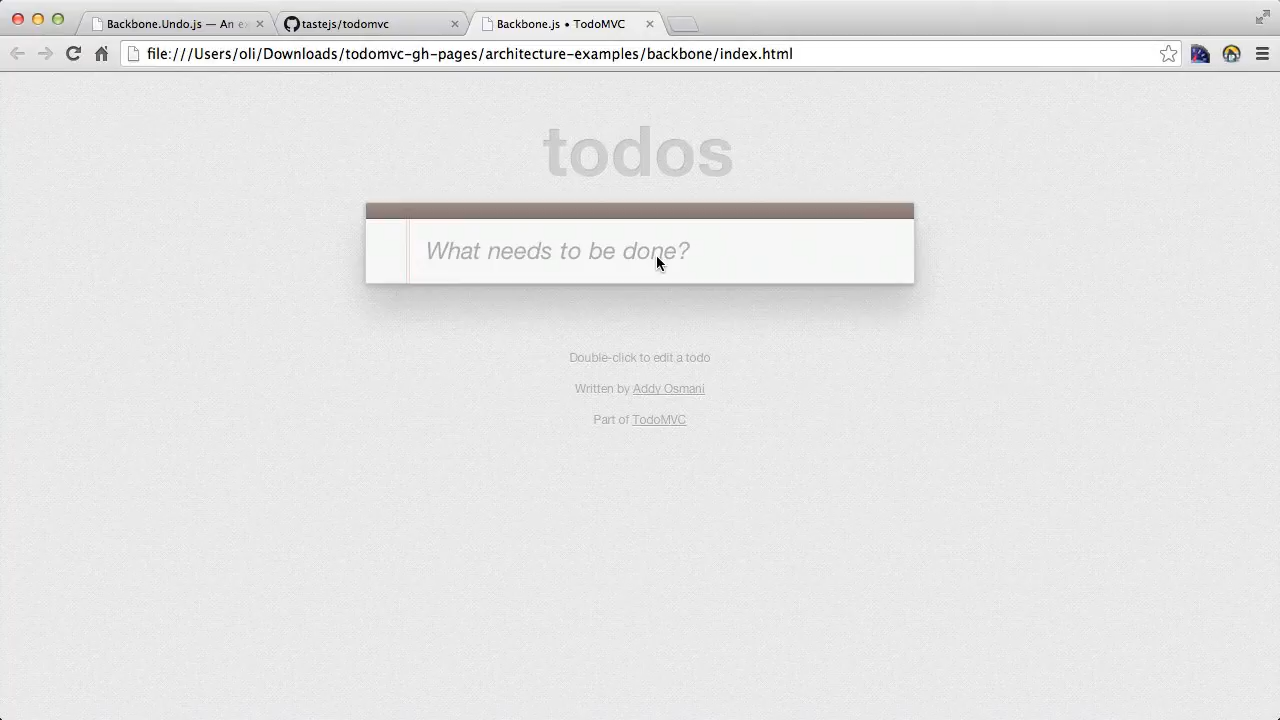 Backbone.Undo.js — An e
tastejs/todomvc
Backbone.js • TodoMVC
file:///Users/oli/Downloads/todomvc-gh-pages/architecture-examples/backbone/index.html
todos
What needs to be done?
Double-click to edit a todo
Written by Addy Osmani
Part of TodoMVC